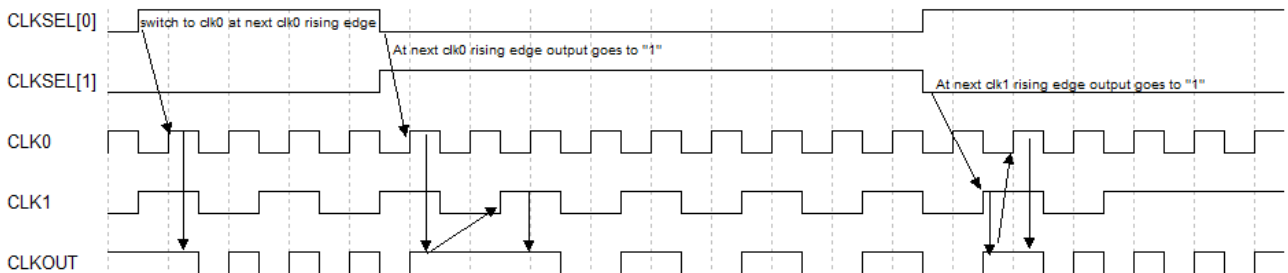 CLKSEL[0]
switch to clk0 at next clk0 rising edge
At next clk0 rising edge output goes to "1"
CLKSEL[1]
At next clk1 rising edge output goes to "1"
CLK0
CLK1
CLKOUT